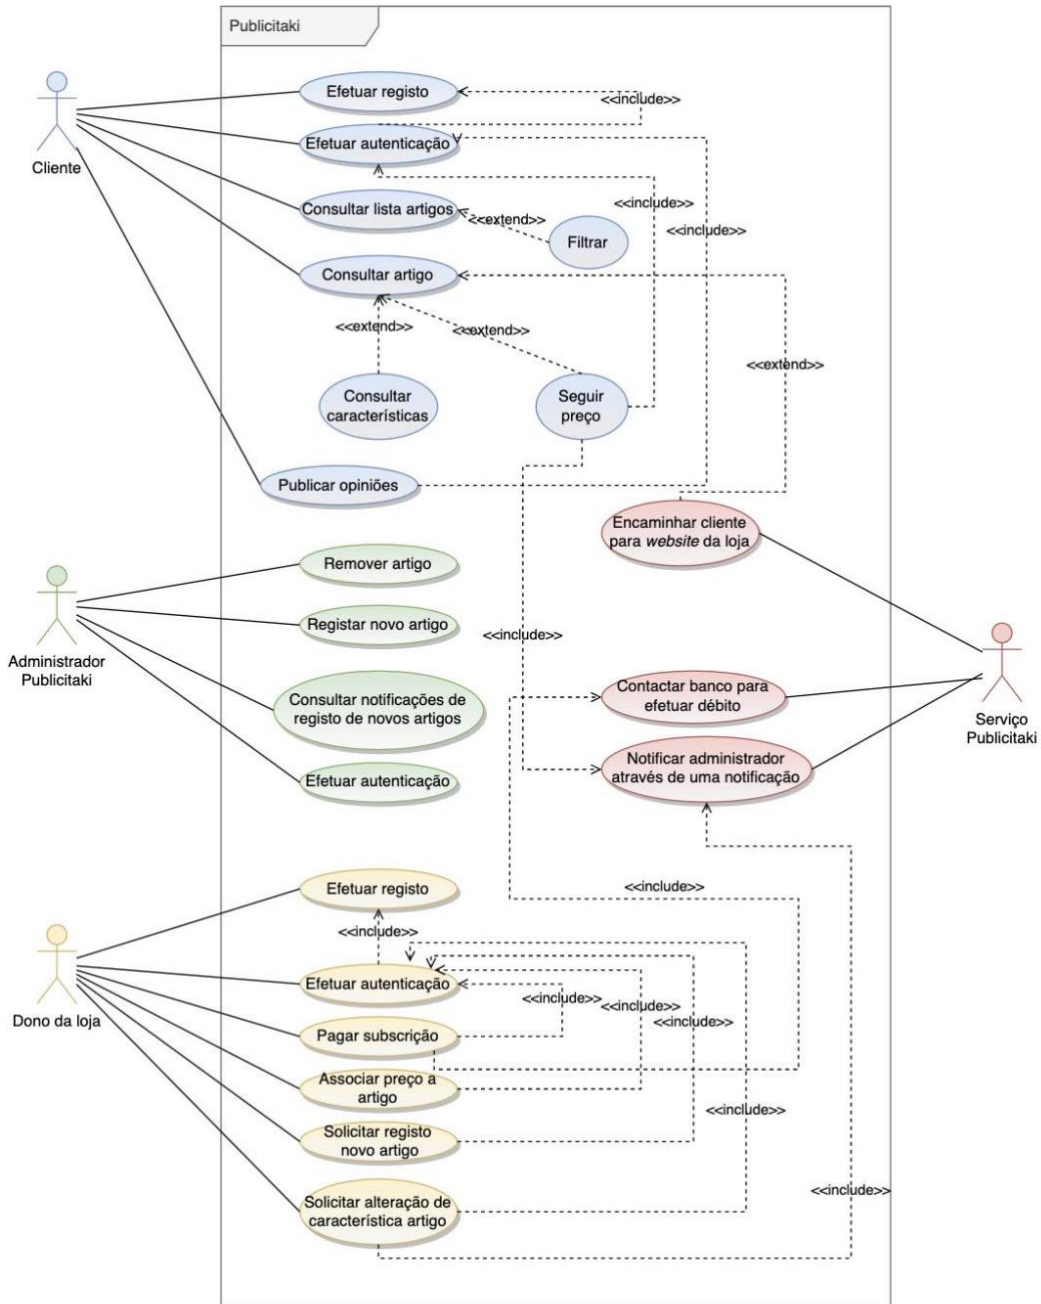 Publicitaki
Efetuar registo
<<include>>
Efetuar autenticação
Cliente
Consultar lista artigos
<<extend>>
<<include>>
<<include>>
Filtrar
Consultar artigo
<<extend>>
<<extend>>
<<extend>>
Consultar
características
Seguir
preço
Publicar opiniões
Encaminhar cliente
para website da loja
Remover artigo
Registar novo artigo
<<include>>
Administrador
Publicitaki
Consultar notificações de
registo de novos artigos
Contactar banco para
efetuar débito
Serviço
Publicitaki
Notificar administrador
através de uma notificação
Efetuar autenticação
Efetuar registo
<<include>>
<<include>>
Efetuar autenticação
<<include>>
<<include>>
<<include>>
Dono da loja
Pagar subscrição
Associar preço a
artigo
<<include>>
Solicitar registo
novo artigo
<<include>>
Solicitar alteração de
característica artigo